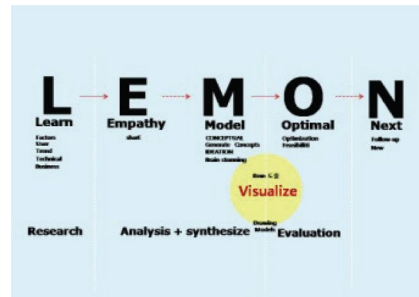 L E M O N
Learn Empathy Model Optimal Next
Factors
User
Trend
Technical
Business
CONCEPTUAL
Generate Concepts
IDEATION
Brain storming
Optimization
Feasibility
Follow up
New
Visualize
Drawing
Models
Research Analysis + synthesize Evaluation